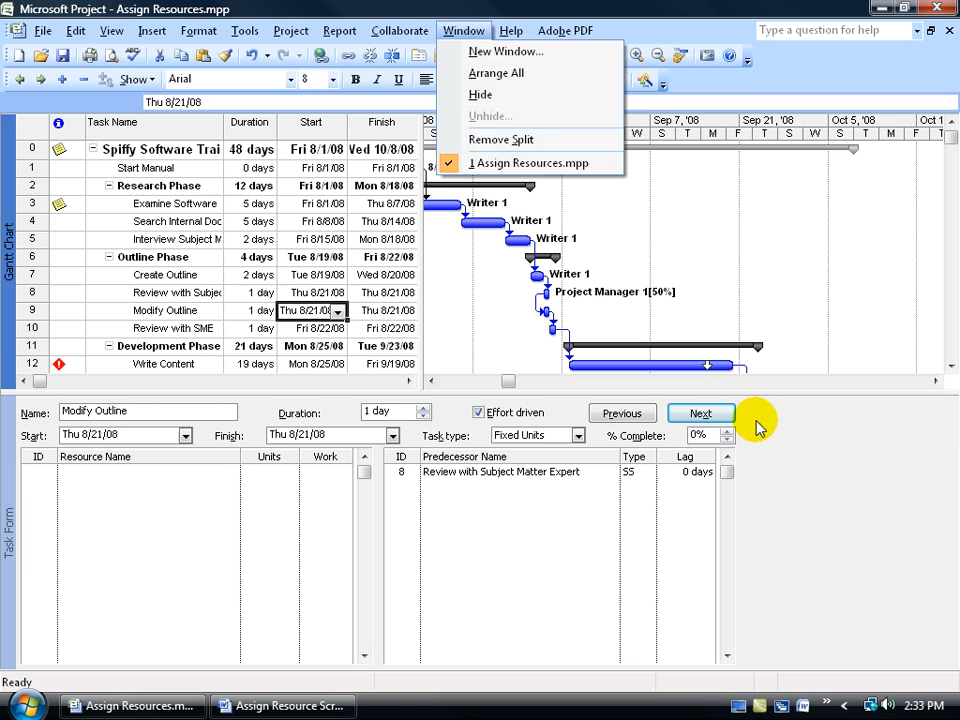 Microsoft Project - Assign Resources.mpp
File Edit View Insert Format Tools Project Report Collaborate Window Help Adobe PDF Type a question for help
New Window...
Arrange All
Hide
Unhide...
Remove Split
1 Assign Resources.mpp
Show Arial 8 B I U
Thu 8/21/08
Task Name Duration Start Finish Sep 7, '08 Sep 21, '08 Oct 5, '08 Oct 1
W T M F S T W T M
0 Spiffy Software Trai 48 days Fri 8/1/08 Wed 10/8/08
1 Start Manual 0 days Fri 8/1/08 Fri 8/1/08
2 Research Phase 12 days Fri 8/1/08 Mon 8/18/08
3 Examine Software 5 days Fri 8/1/08 Thu 8/7/08 Writer 1
4 Search Internal Doc 5 days Fri 8/8/08 Thu 8/14/08 Writer 1
5 Interview Subject M 2 days Fri 8/15/08 Mon 8/18/08 Writer 1
6 Outline Phase 4 days Tue 8/19/08 Fri 8/22/08
7 Create Outline 2 days Tue 8/19/08 Wed 8/20/08 Writer 1
8 Review with Subjec 1 day Thu 8/21/08 Thu 8/21/08 Project Manager 1[50%]
9 Modify Outline 1 day Thu 8/21/08 Thu 8/21/08
10 Review with SME 1 day Fri 8/22/08 Fri 8/22/08
11 Development Phase 21 days Mon 8/25/08 Tue 9/23/08
12 Write Content 19 days Mon 8/25/08 Fri 9/19/08
Gantt Chart
Name: Modify Outline Duration: 1 day Effort driven Previous Next
Start: Thu 8/21/08 Finish: Thu 8/21/08 Task type: Fixed Units % Complete: 0%
ID Resource Name Units Work ID Predecessor Name Type Lag
8 Review with Subject Matter Expert SS 0 days
Task Form
Ready
Assign Resources.m... Assign Resource Scr... 2:33 PM